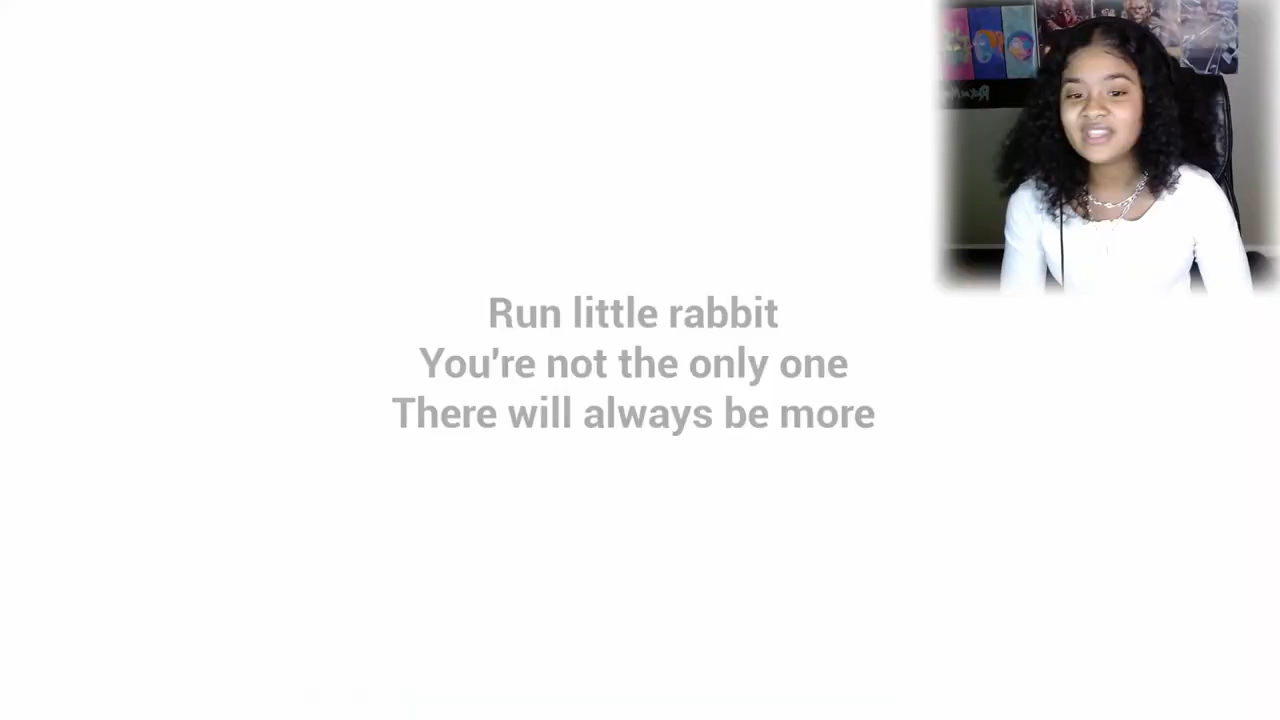 Run little rabbit
You're not the only one
There will always be more